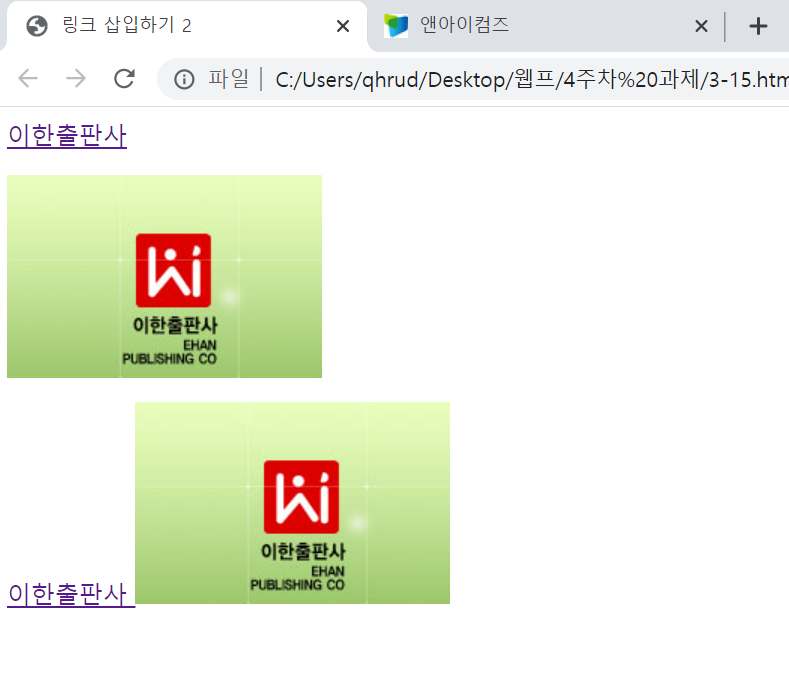 링크 삽입하기 2
앤아이컴즈
파일 C:/Users/qhrud/Desktop/웹프/4주차%20과제/3-15.htm
이한출판사
이한출판사
EHAN
PUBLISHING CO
이한출판사
EHAN
PUBLISHING CO
이한출판사